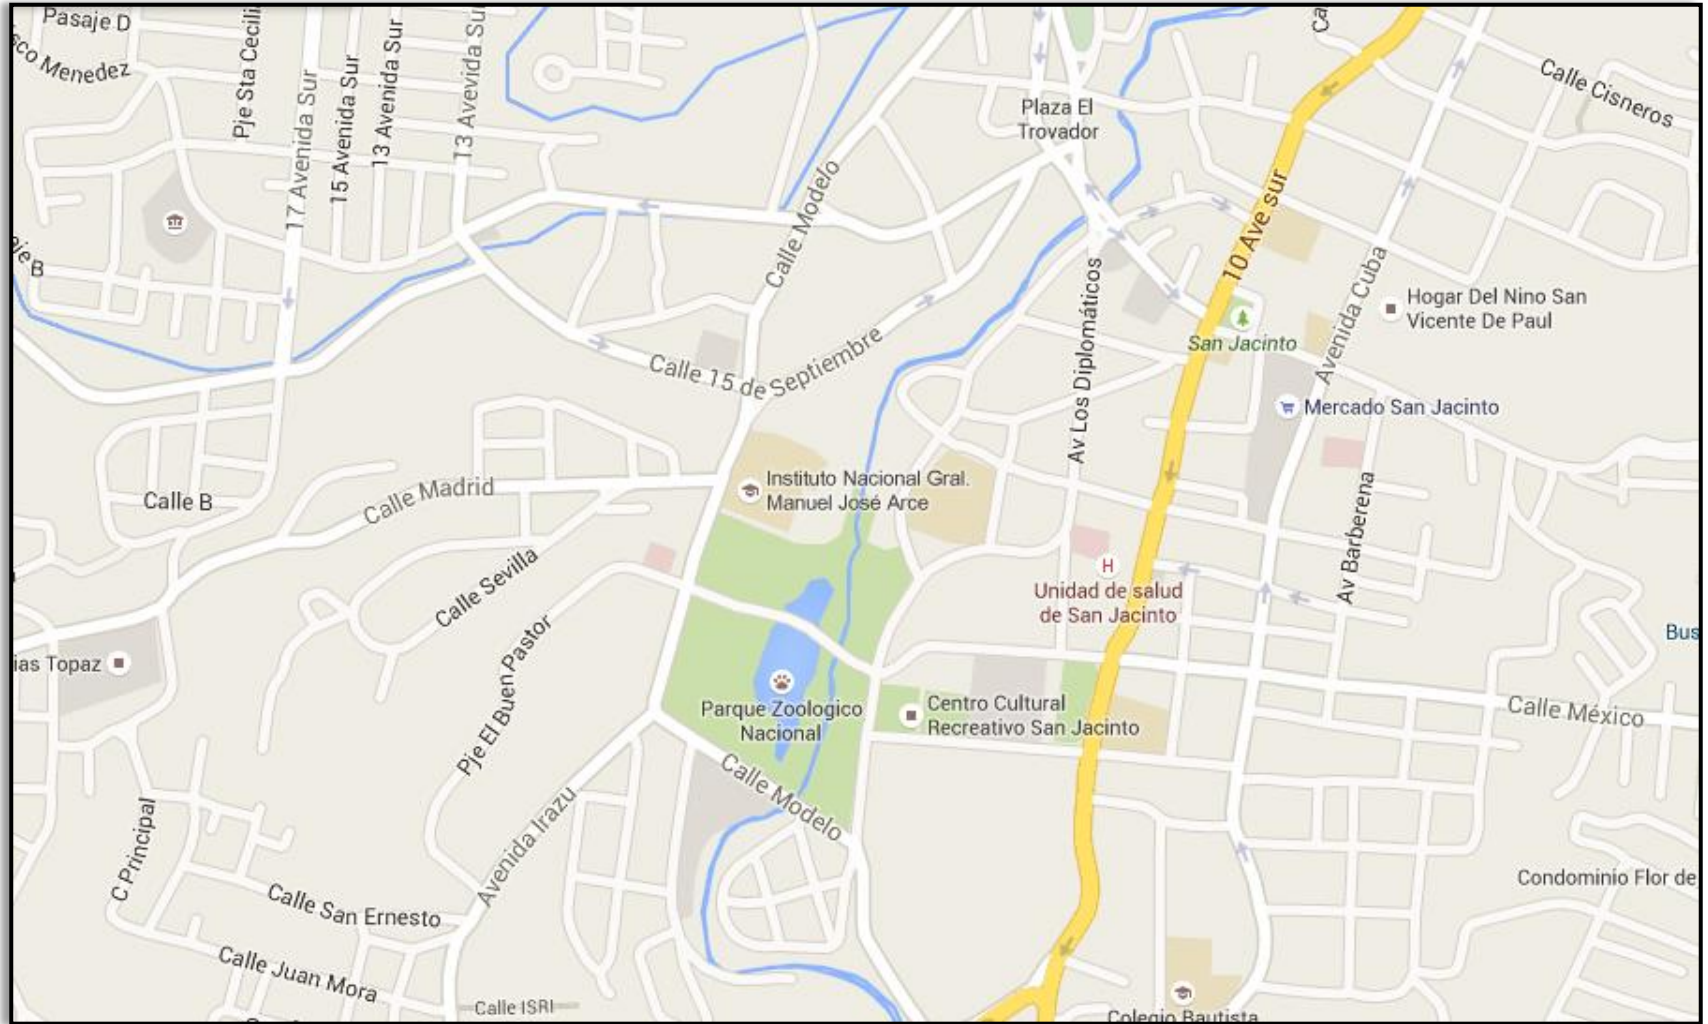 Pasaje D
sco Menedez
Pje Sta Cecili
17 Avenida Sur
15 Avenida Sur
13 Avenida Sur
13 Avevida Su
Ca
Calle Cisneros
Plaza El
Trovador
Calle Modelo
10 Ave sur
Avenida Cuba
je B
Av Los Diplomáticos
Hogar Del Nino San
Vicente De Paul
San Jacinto
Calle 15 de Septiembre
Mercado San Jacinto
Calle Madrid
Calle B
Instituto Nacional Gral.
Manuel José Arce
Av Barberena
Calle Sevilla
H
Unidad de salud
de San Jacinto
Bus
ias Topaz
Pje El Buen Pastor
Parque Zoologico
Nacional
Centro Cultural
Recreativo San Jacinto
Calle México
Calle Modelo
Avenida Irazu
C Principal
Condominio Flor de
Calle San Ernesto
Calle Juan Mora
Calle ISRI
Colegio Bautista